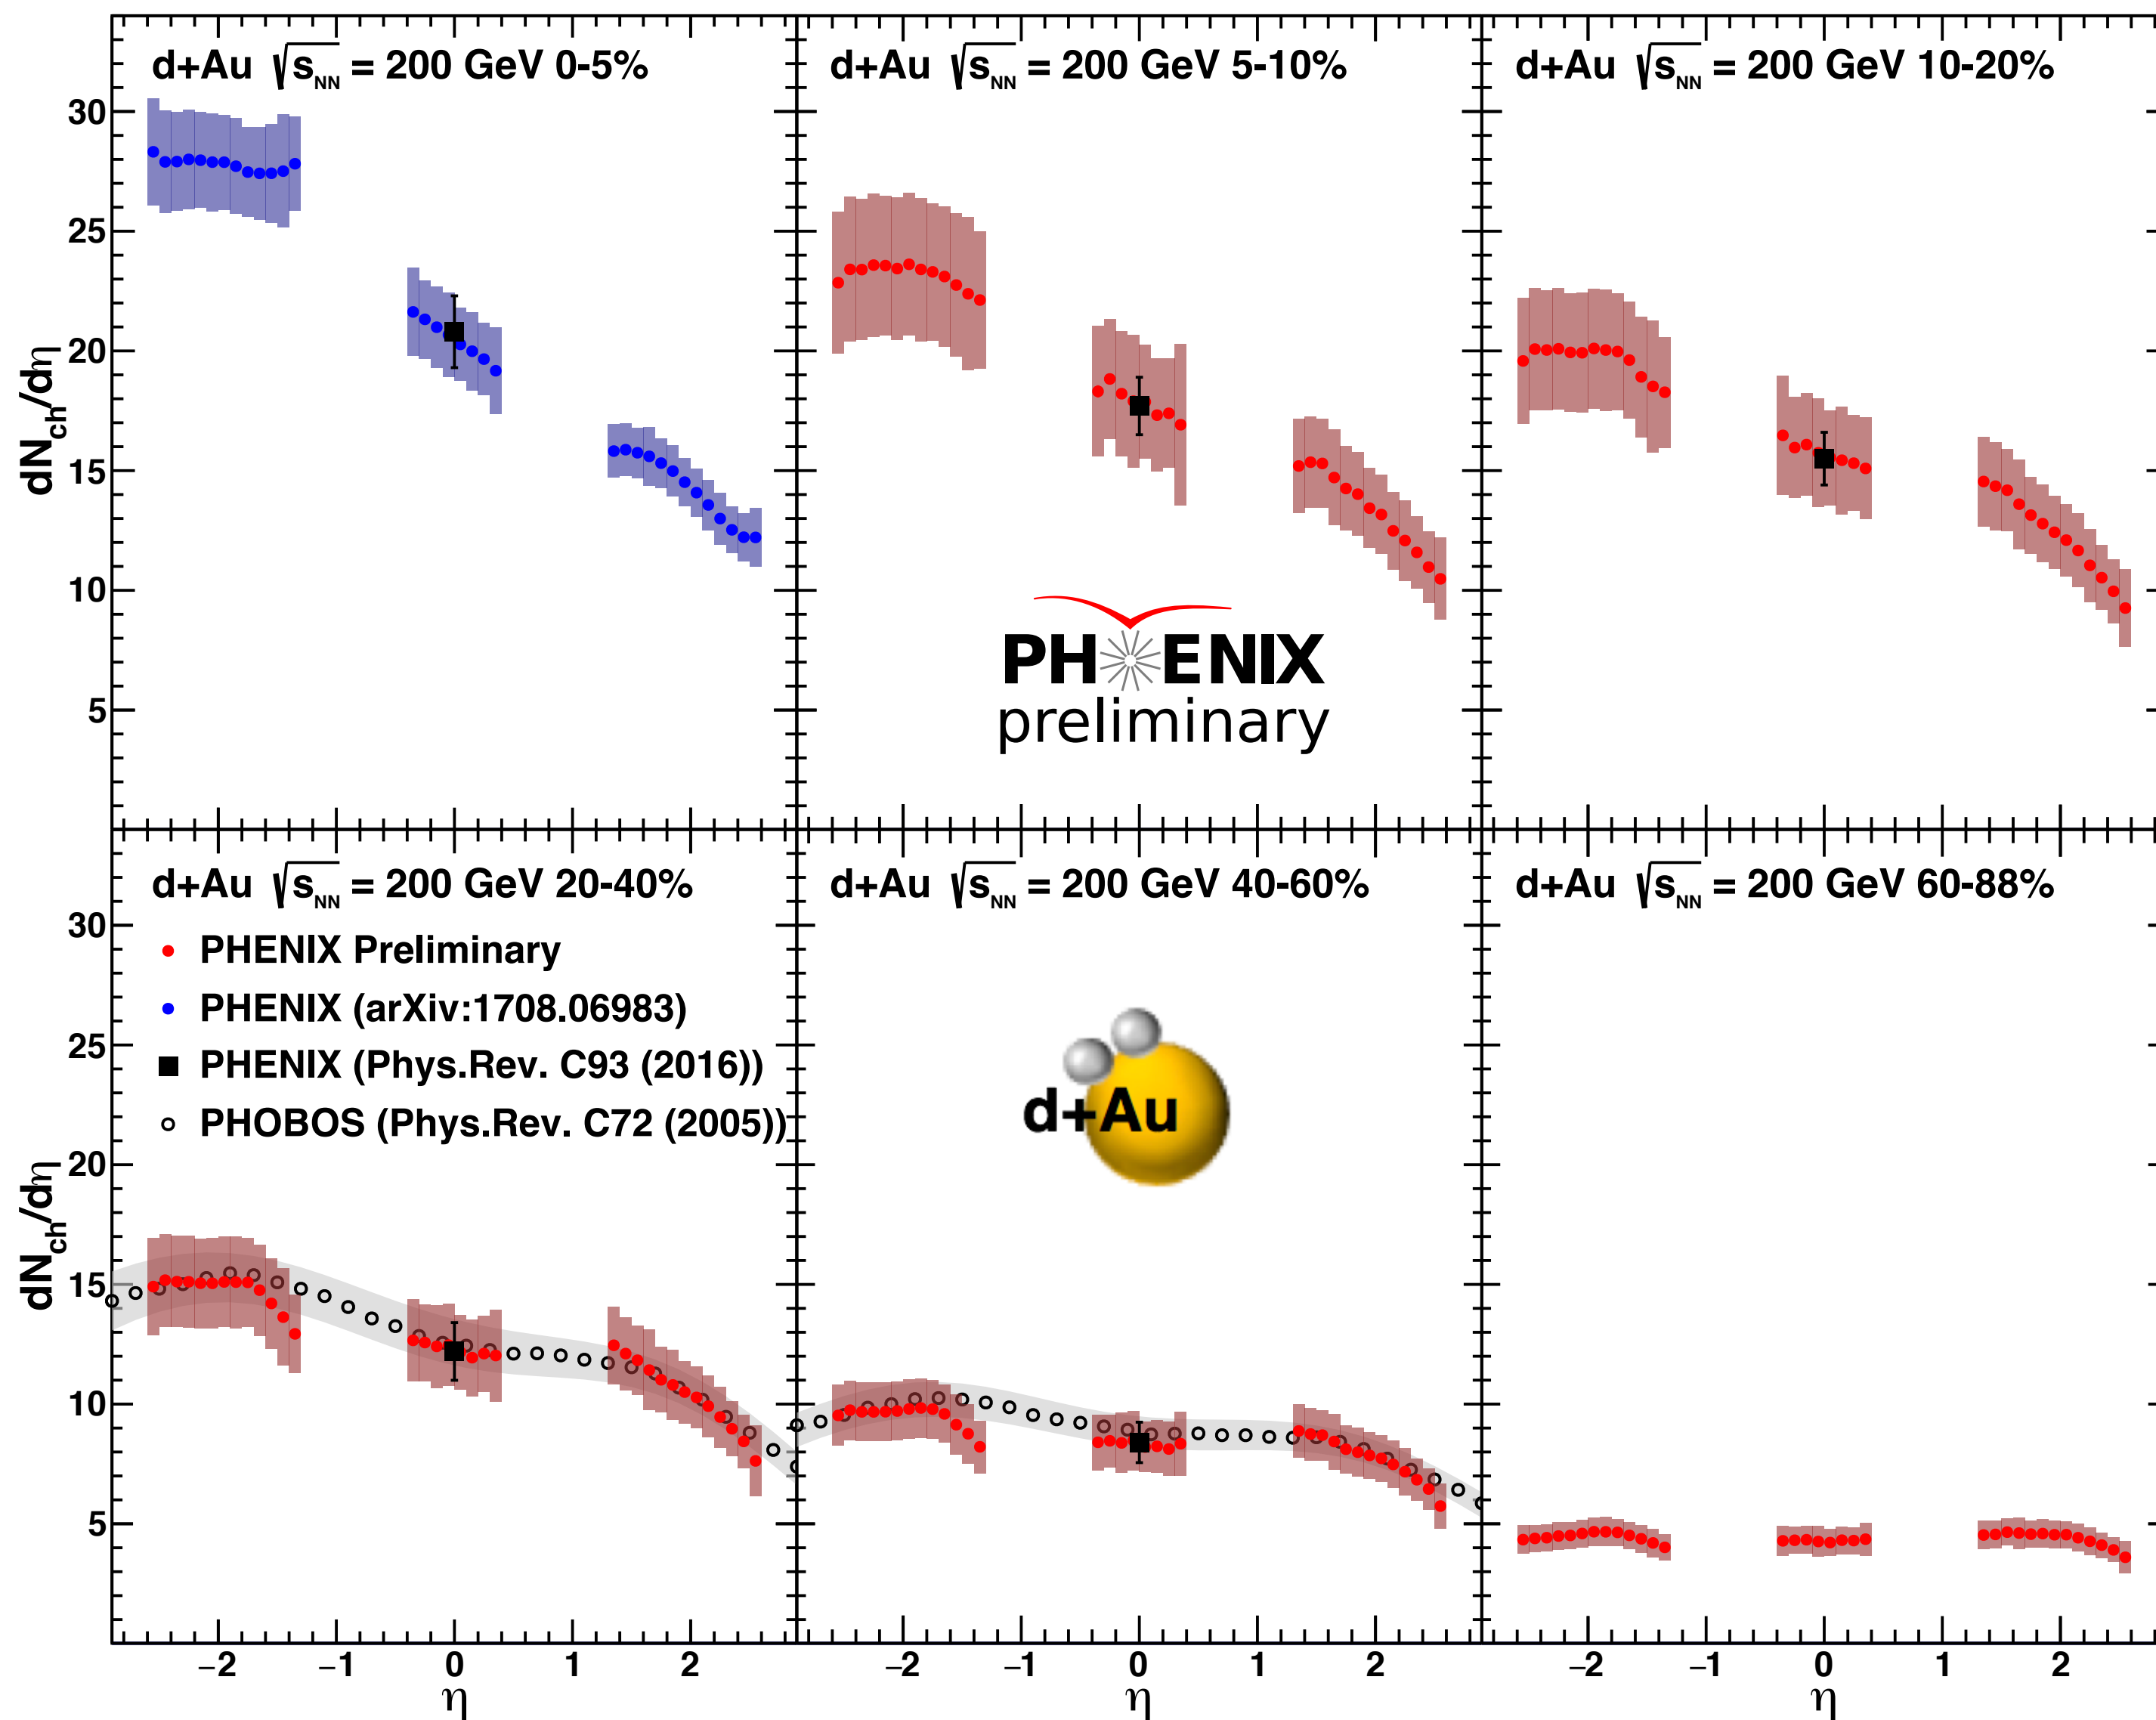 d+Au √s_NN = 200 GeV 0-5%
d+Au √s_NN = 200 GeV 5-10%
d+Au √s_NN = 200 GeV 10-20%
30
25
20
15
10
5
dN_ch/dη
PHENIX
preliminary
d+Au √s_NN = 200 GeV 20-40%
d+Au √s_NN = 200 GeV 40-60%
d+Au √s_NN = 200 GeV 60-88%
PHENIX Preliminary
PHENIX (arXiv:1708.06983)
PHENIX (Phys.Rev. C93 (2016))
PHOBOS (Phys.Rev. C72 (2005))
d+Au
30
25
20
15
10
5
dN_ch/dη
−2 −1 0 1 2
−2 −1 0 1 2
−2 −1 0 1 2
η
η
η